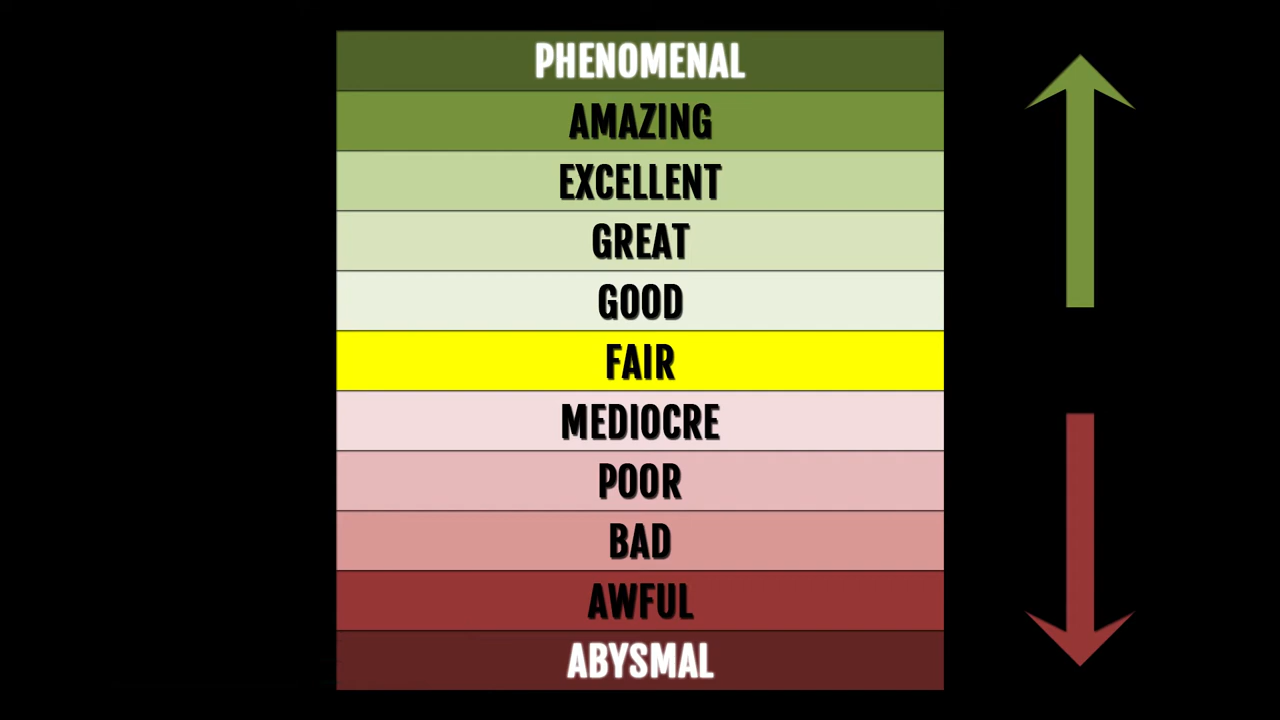 PHENOMENAL
AMAZING
EXCELLENT
GREAT
GOOD
FAIR
MEDIOCRE
POOR
BAD
AWFUL
ABYSMAL